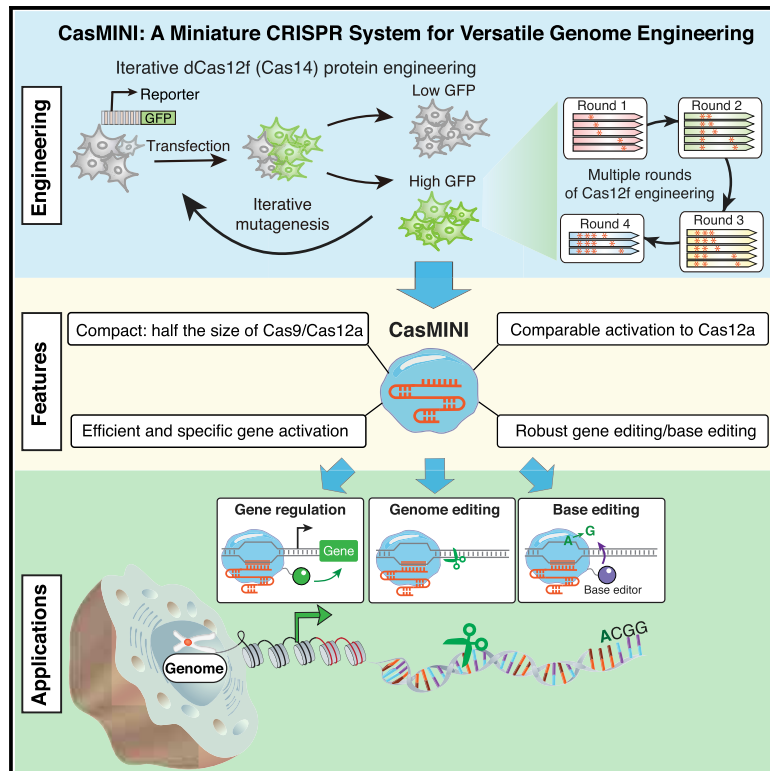 CasMINI: A Miniature CRISPR System for Versatile Genome Engineering
Engineering
Iterative dCas12f (Cas14) protein engineering
Reporter
GFP
Transfection
Iterative
mutagenesis
Low GFP
High GFP
Round 1
Round 2
Multiple rounds
of Cas12f engineering
Round 4
Round 3
Features
Compact: half the size of Cas9/Cas12a
CasMINI
Comparable activation to Cas12a
Efficient and specific gene activation
Robust gene editing/base editing
Applications
Gene regulation
Gene
Genome editing
Base editing
A
G
Base editor
Genome
ACGG